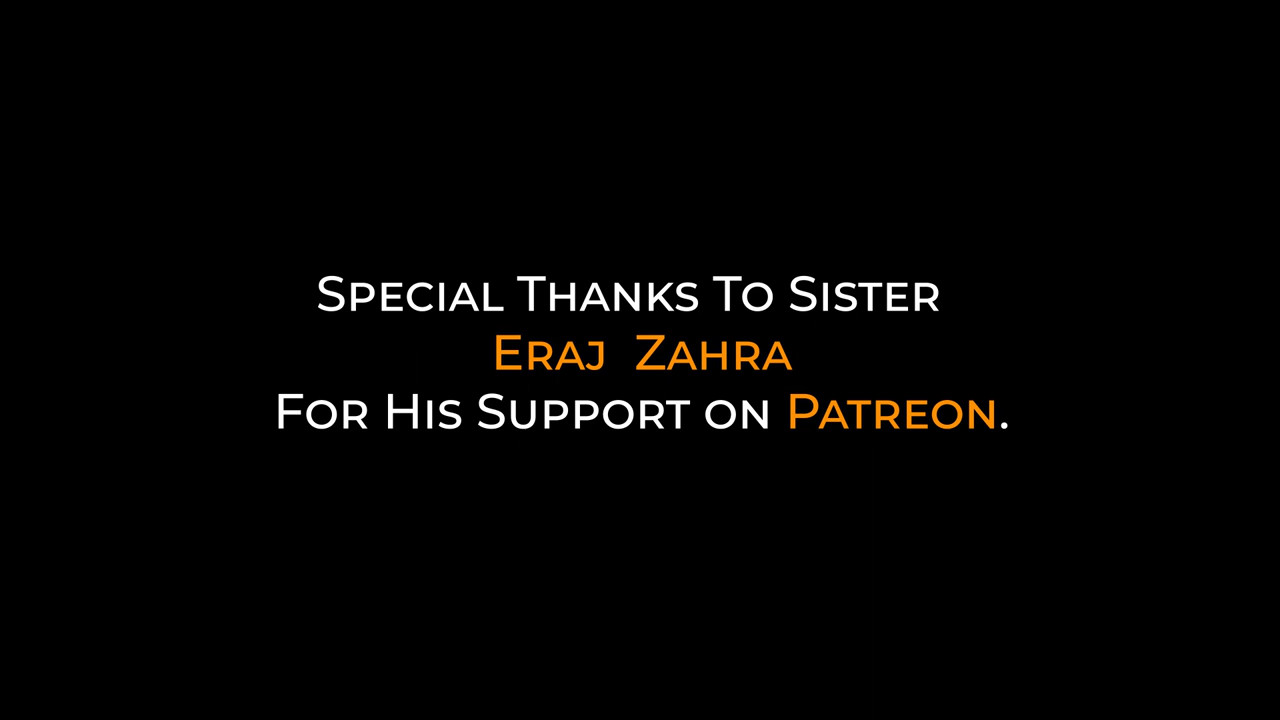 Special Thanks To Sister
Eraj  Zahra
For His Support on Patreon.